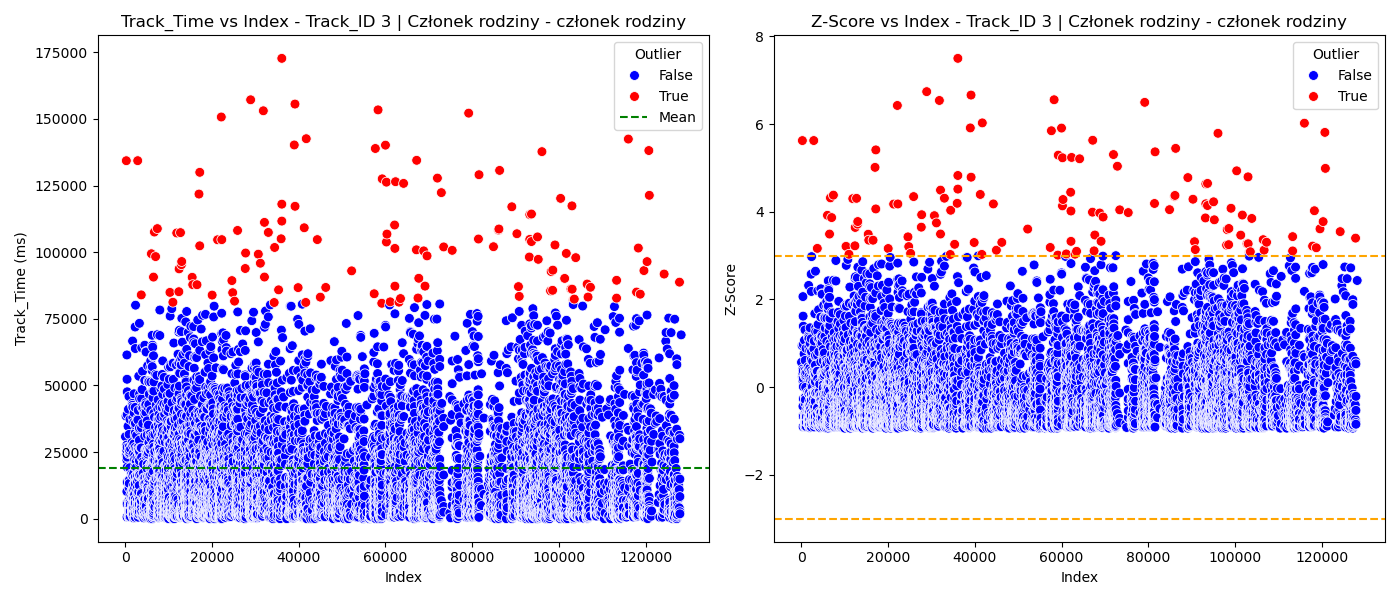 Track_Time vs Index - Track_ID 3 | Członek rodziny - członek rodziny
Track_Time (ms)
175000
150000
125000
100000
75000
50000
25000
0
0
20000
40000
60000
80000
100000
120000
Index
Outlier
False
True
Mean
Z-Score vs Index - Track_ID 3 | Członek rodziny - członek rodziny
Z-Score
8
6
4
2
0
−2
0
20000
40000
60000
80000
100000
120000
Index
Outlier
False
True